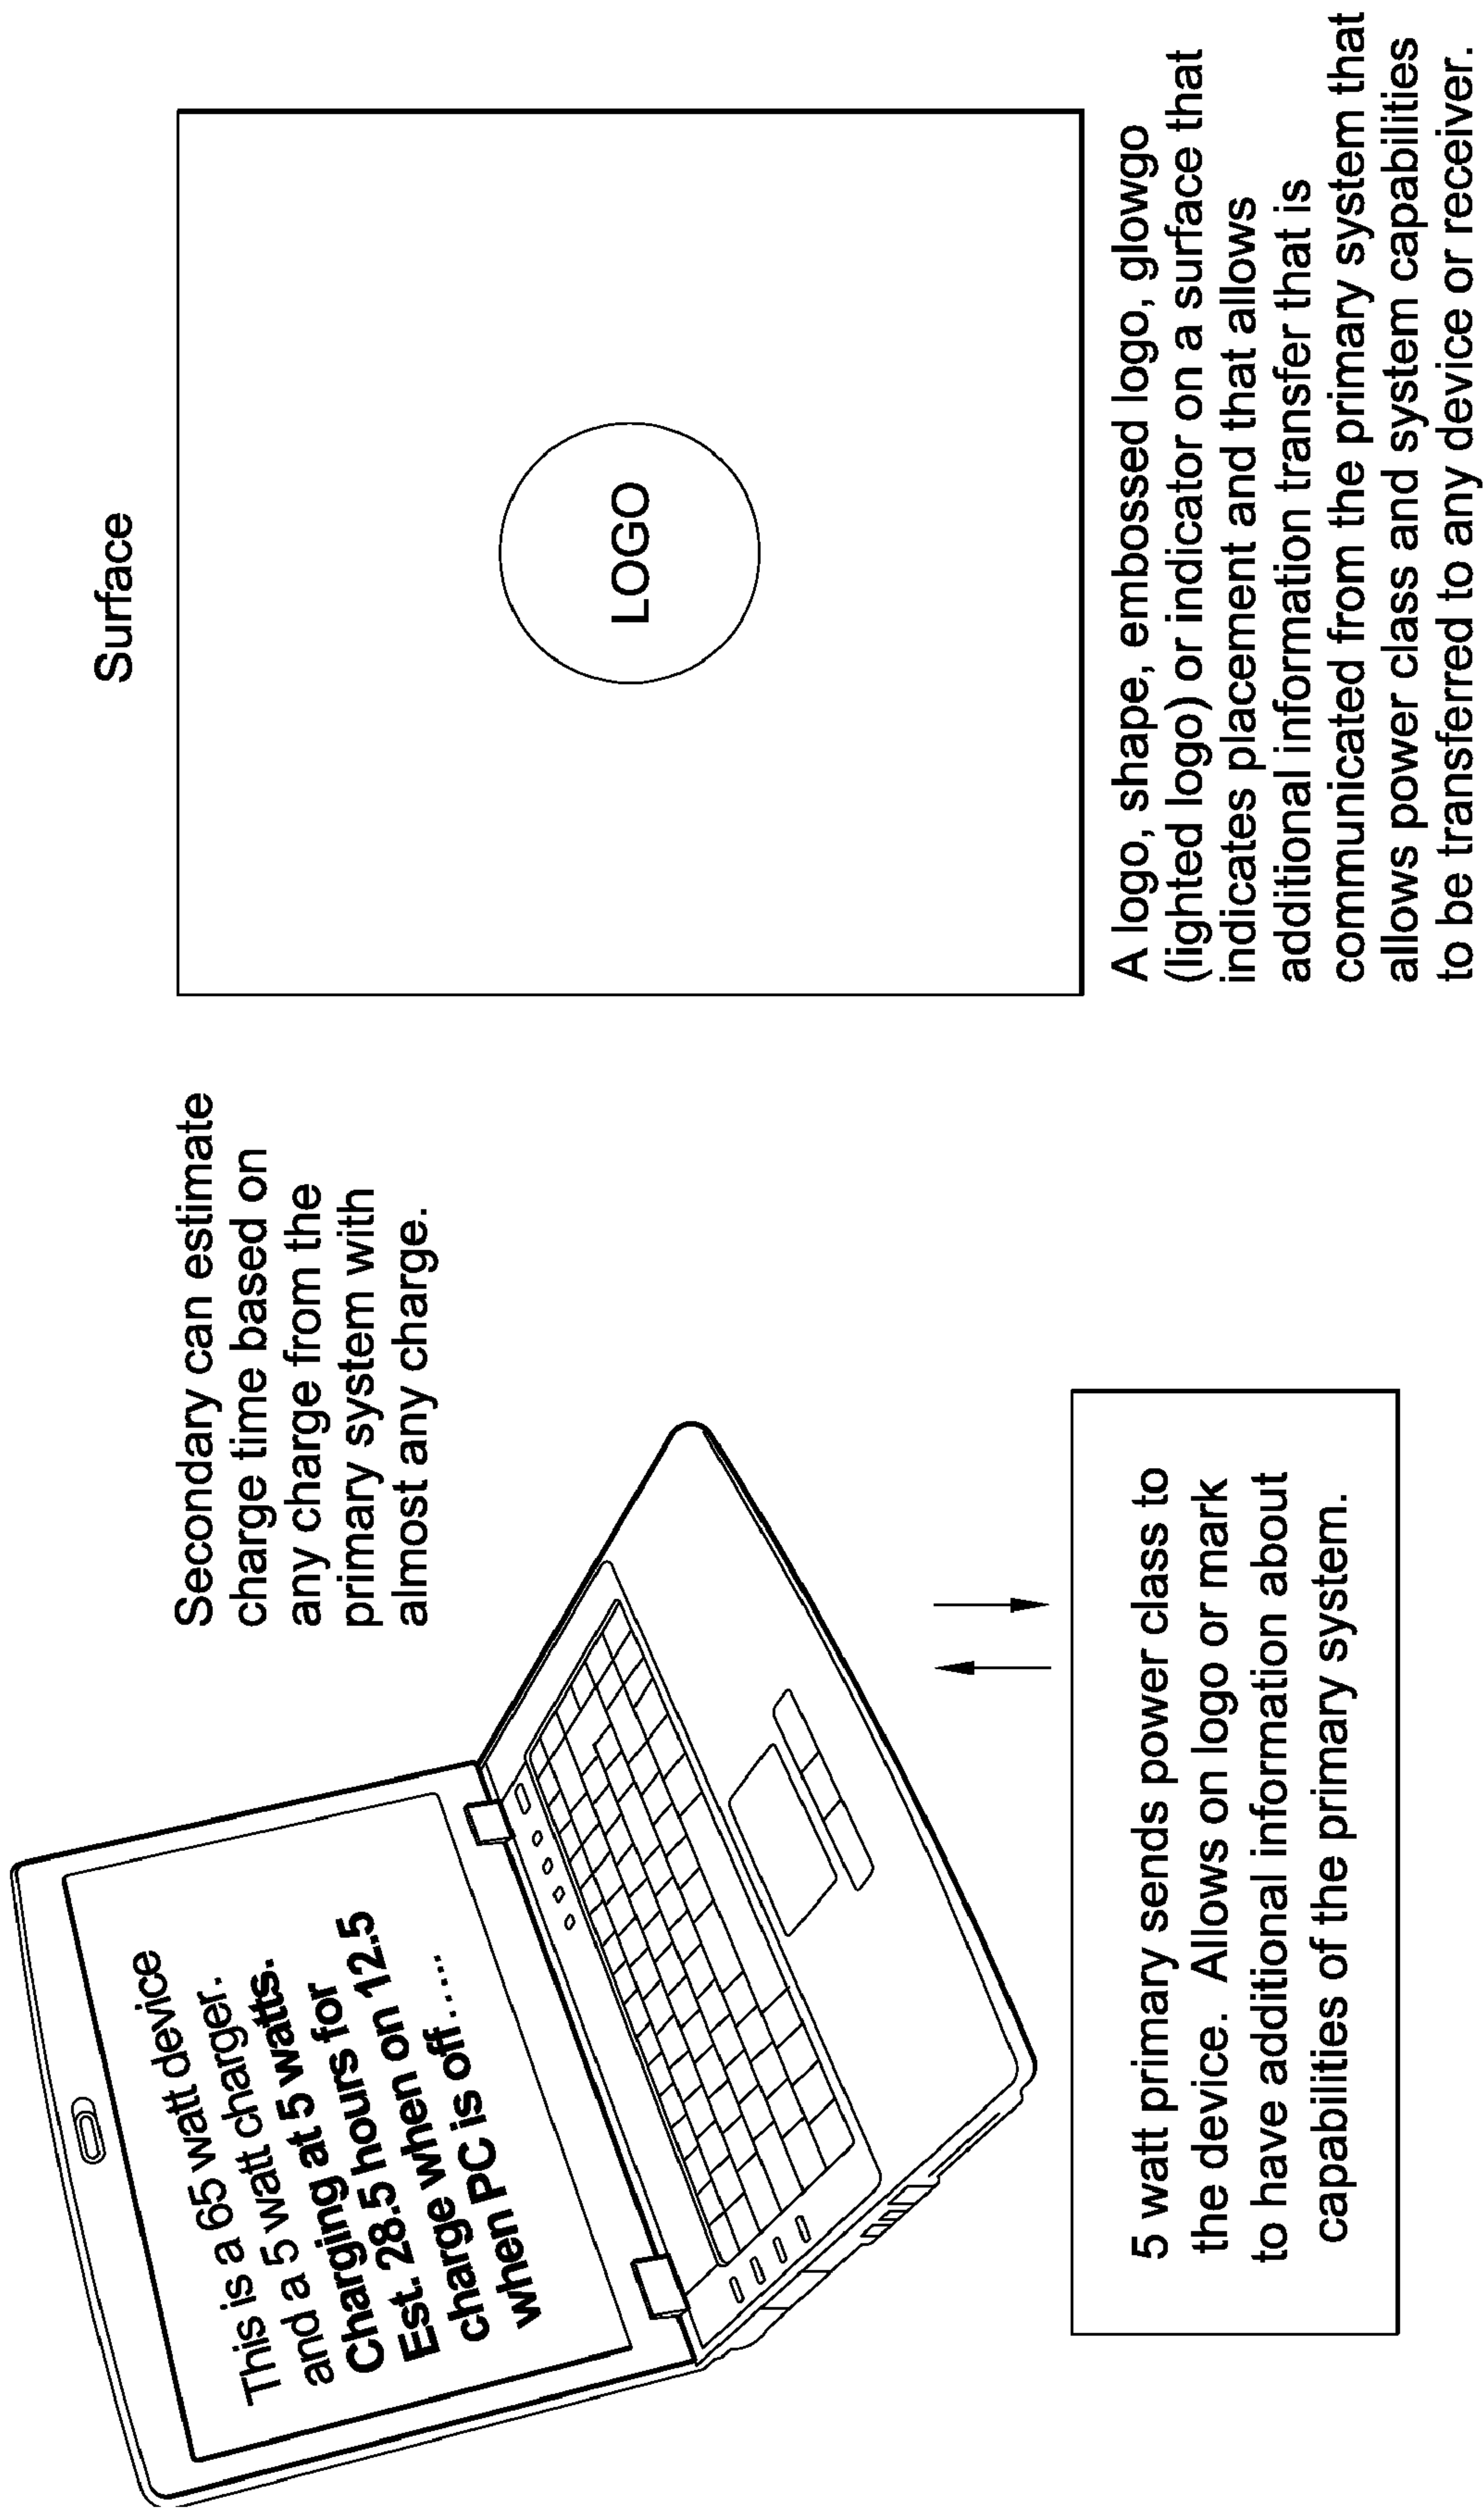 This is a 65 watt device
and a 5 watt charger.
Charging at 5 watts.
Est. 28.5 hours for
charge when on 12.5
when PC is off.....
Secondary can estimate
charge time based on
any charge from the
primary system with
almost any charge.
5 watt primary sends power class to
the device. Allows on logo or mark
to have additional information about
capabilities of the primary system.
Surface
LOGO
A logo, shape, embossed logo, glowgo
(lighted logo) or indicator on a surface that
indicates placement and that allows
additional information transfer that is
communicated from the primary system that
allows power class and system capabilities
to be transferred to any device or receiver.